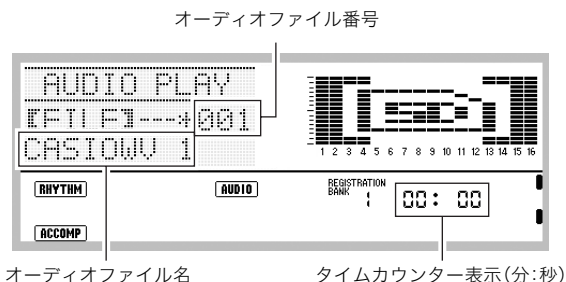 オーディオファイル番号
AUDIO PLAY
【FILE】---:001
CASIOWV 1
SD
1 2 3 4 5 6 7 8 9 10 11 12 13 14 15 16
RHYTHM
AUDIO
REGISTRATION
BANK
1
00: 00
ACCOMP
オーディオファイル名
タイムカウンター表示(分:秒)